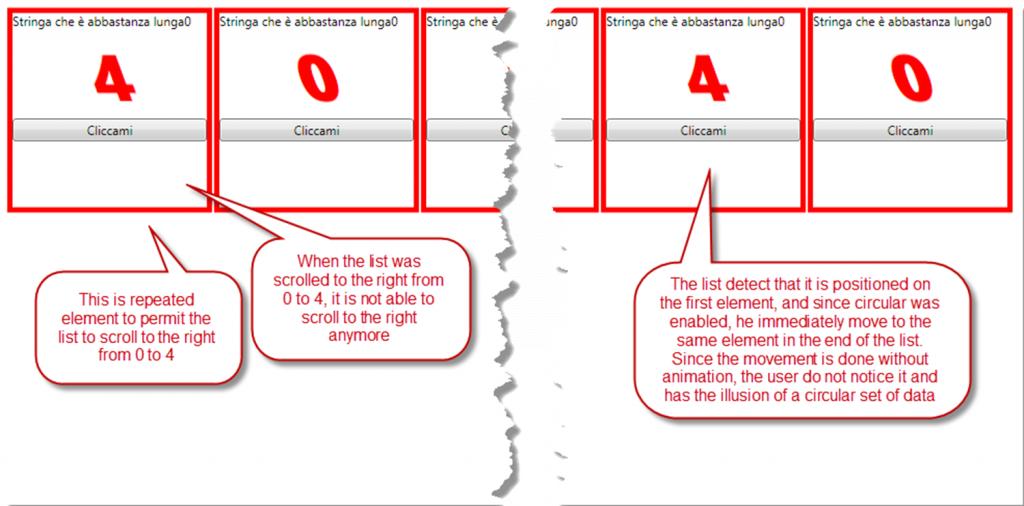 Stringa che è abbastanza lunga0
Stringa che è abbastanza lunga0
Stringa che è
4
0
Cliccami
Cliccami
C
unga0
Stringa che è abbastanza lunga0
Stringa che è abbastanza lunga0
4
0
Cliccami
Cliccami
When the list was
scrolled to the right from
0 to 4, it is not able to
scroll to the right
anymore
This is repeated
element to permit the
list to scroll to the right
from 0 to 4
The list detect that it is positioned on
the first element, and since circular was
enabled, he immediately move to the
same element in the end of the list.
Since the movement is done without
animation, the user do not notice it and
has the illusion of a circular set of data